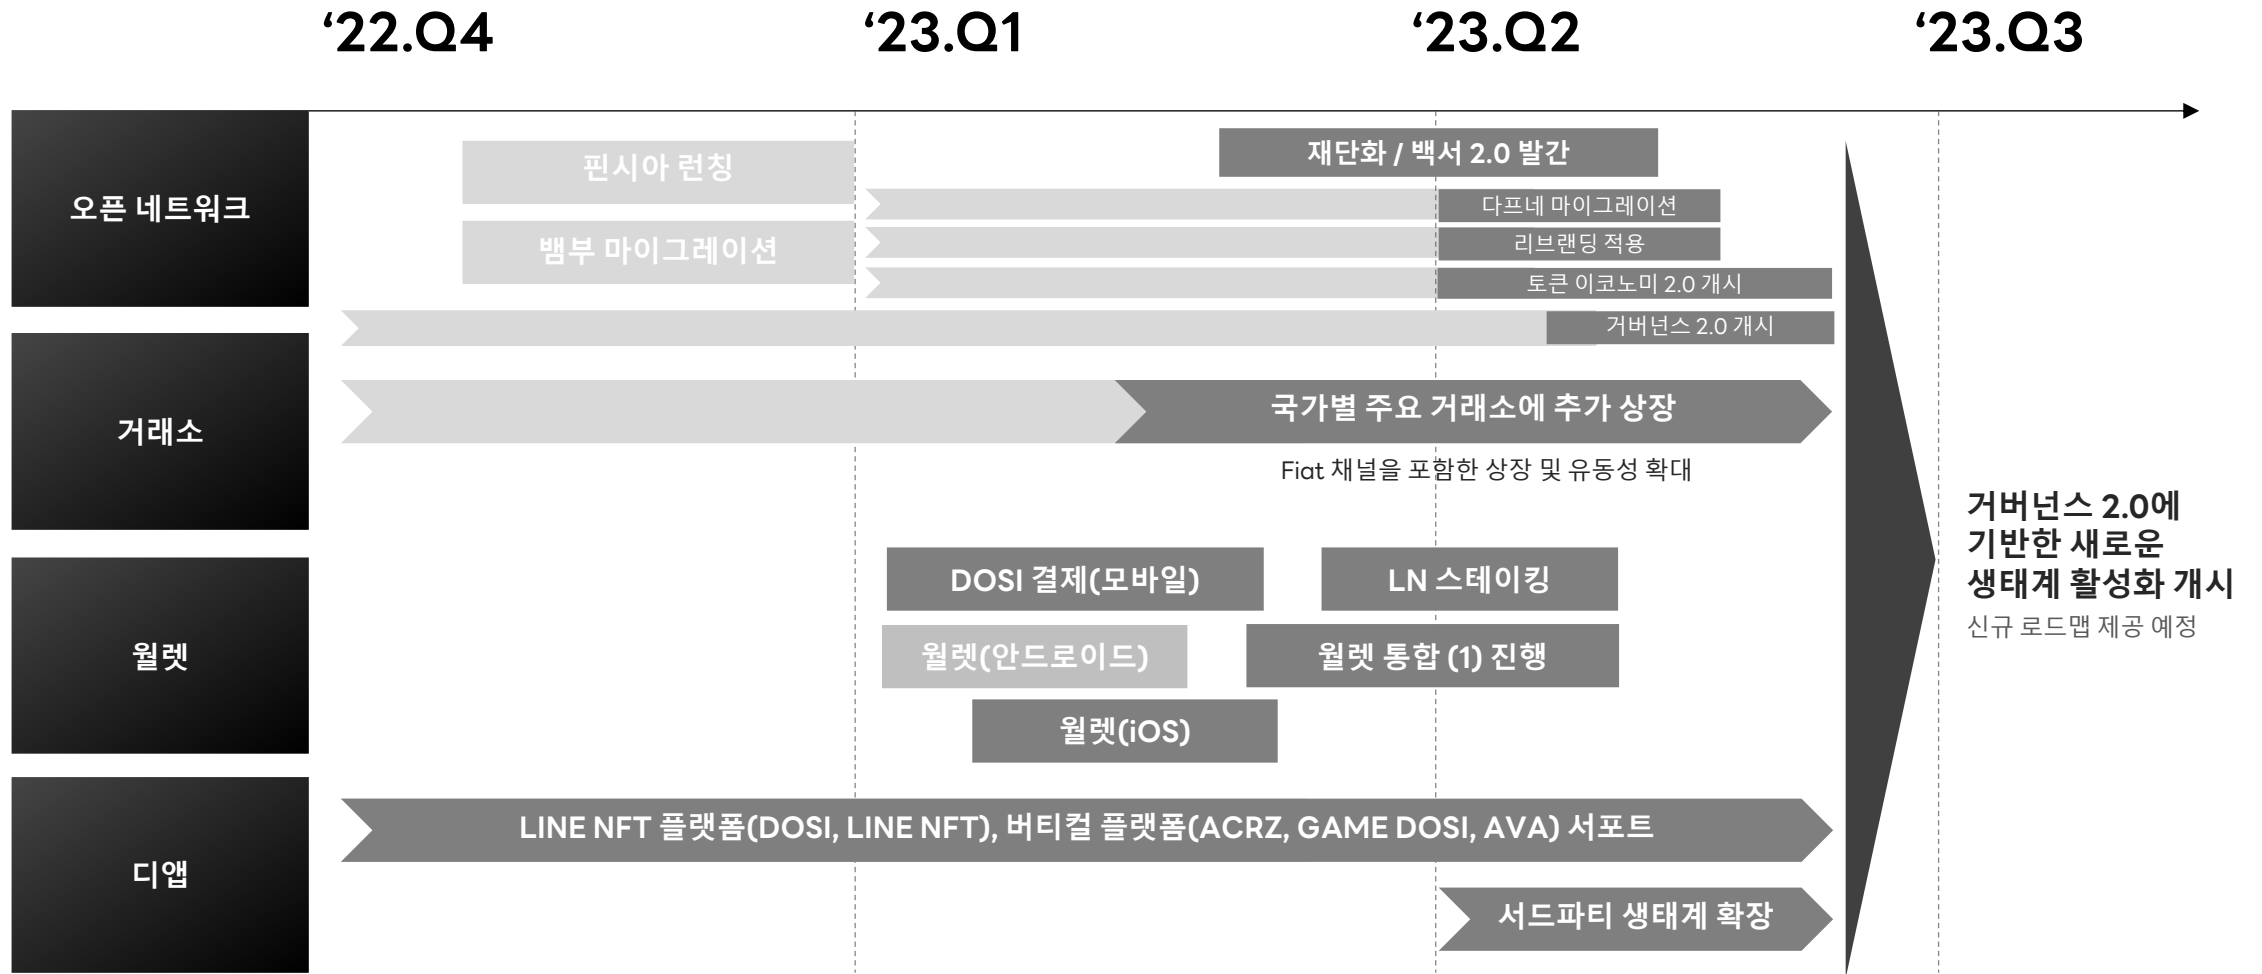 ‘22.Q4
‘23.Q1
‘23.Q2
‘23.Q3
오픈 네트워크
핀시아 런칭
뱀부 마이그레이션
재단화 / 백서 2.0 발간
다프네 마이그레이션
리브랜딩 적용
토큰 이코노미 2.0 개시
거버넌스 2.0 개시
거래소
국가별 주요 거래소에 추가 상장
Fiat 채널을 포함한 상장 및 유동성 확대
월렛
DOSI 결제(모바일)
LN 스테이킹
월렛(안드로이드)
월렛 통합 (1) 진행
월렛(iOS)
디앱
LINE NFT 플랫폼(DOSI, LINE NFT), 버티컬 플랫폼(ACRZ, GAME DOSI, AVA) 서포트
서드파티 생태계 확장
거버넌스 2.0에
기반한 새로운
생태계 활성화 개시
신규 로드맵 제공 예정